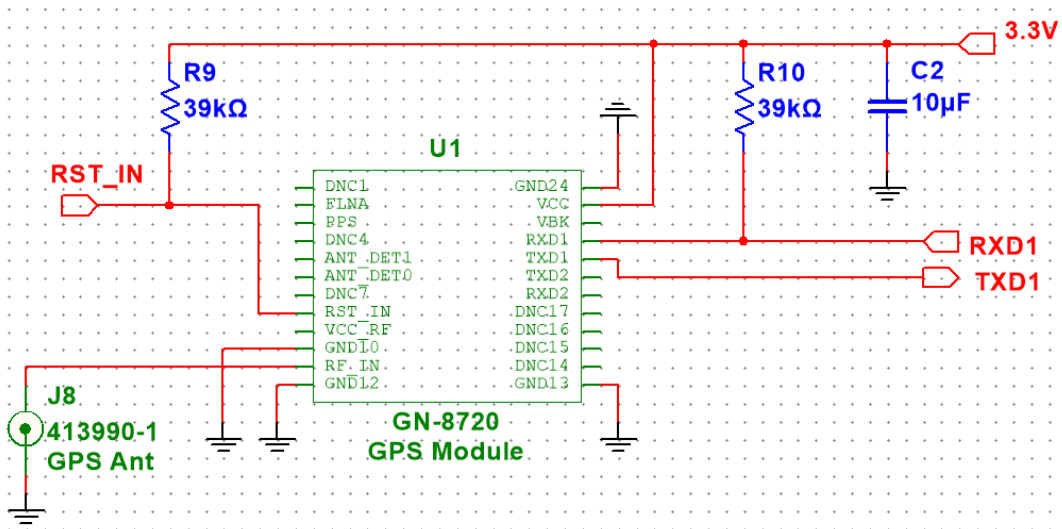 3.3V
R9
39kΩ
R10
39kΩ
C2
10µF
U1
RST_IN
DNC1
FLNA
PPS
DNC4
ANT_DET1
ANT_DET0
DNC7
RST_IN
VCC_RF
GND10
RF_IN
GND12
GND24
VCC
VBK
RXD1
TXD1
TXD2
RXD2
DNC17
DNC16
DNC15
DNC14
GND13
RXD1
TXD1
J8
413990-1
GPS Ant
GN-8720
GPS Module